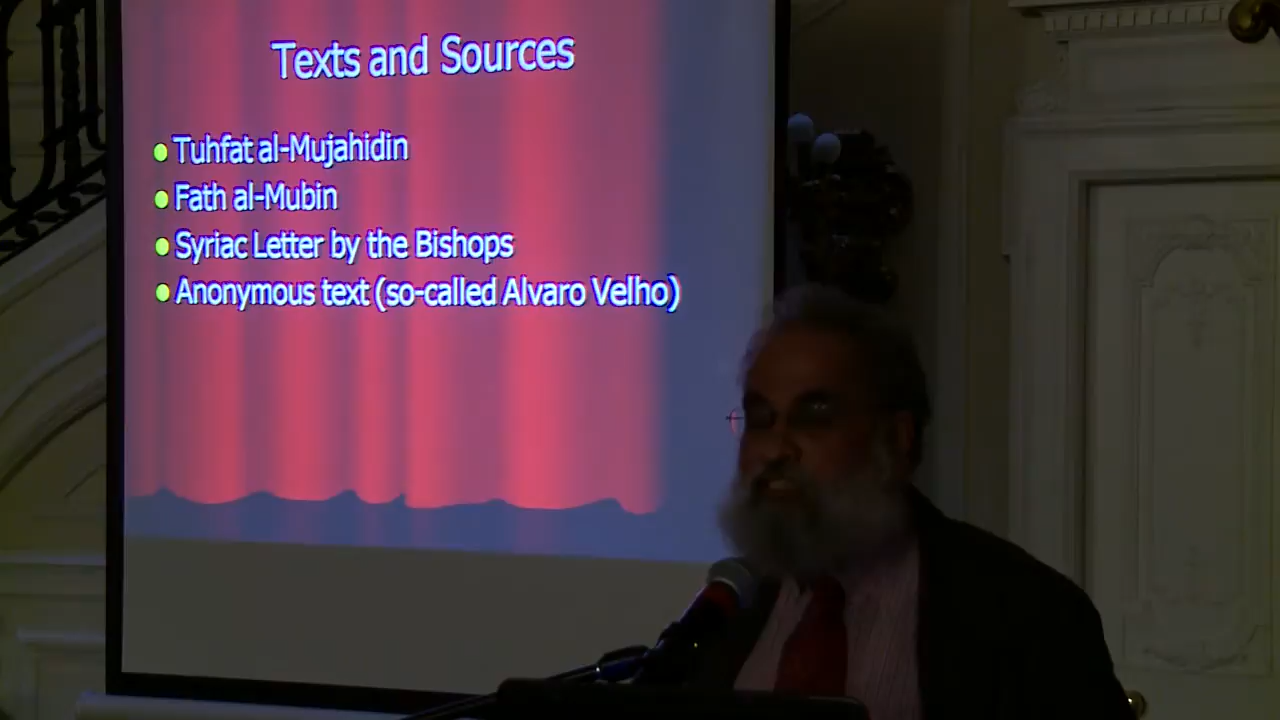 Texts and Sources
Tuhfat al-Mujahidin
Fath al-Mubin
Syriac Letter by the Bishops
Anonymous text (so-called Alvaro Velho)